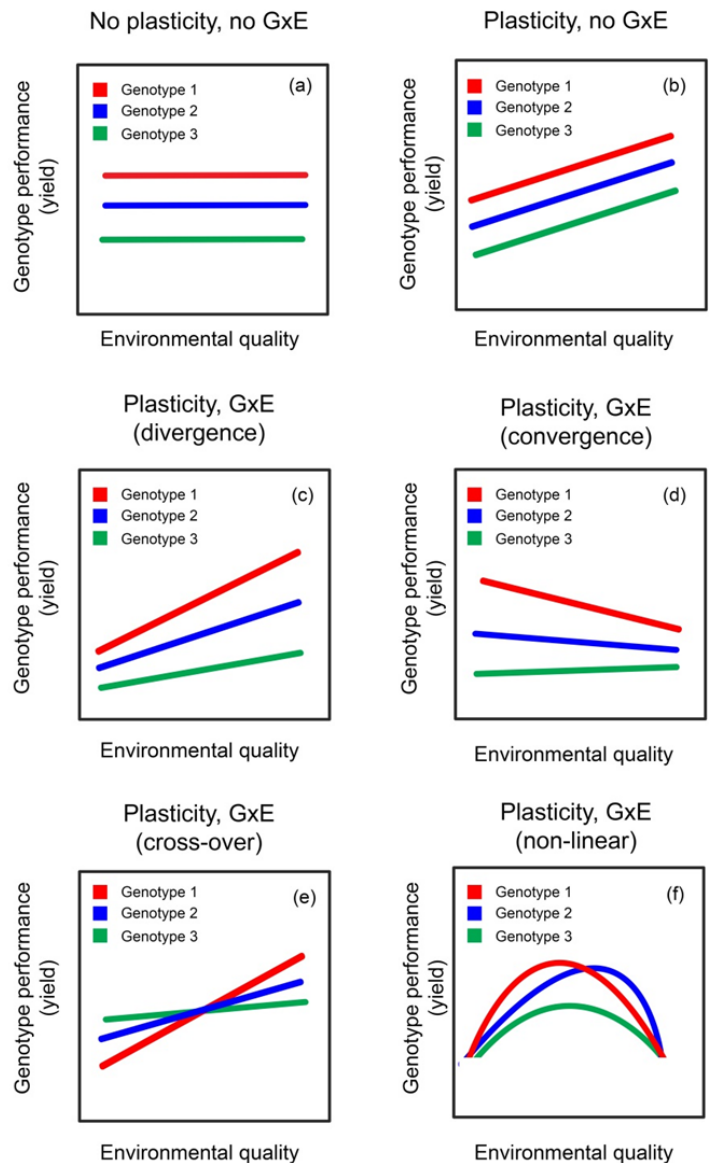 No plasticity, no GxE
Genotype performance
(yield)
Genotype 1
Genotype 2
Genotype 3
(a)
Environmental quality
Plasticity, no GxE
Genotype performance
(yield)
Genotype 1
Genotype 2
Genotype 3
(b)
Environmental quality
Plasticity, GxE
(divergence)
Genotype performance
(yield)
Genotype 1
Genotype 2
Genotype 3
(c)
Environmental quality
Plasticity, GxE
(convergence)
Genotype performance
(yield)
Genotype 1
Genotype 2
Genotype 3
(d)
Environmental quality
Plasticity, GxE
(cross-over)
Genotype performance
(yield)
Genotype 1
Genotype 2
Genotype 3
(e)
Environmental quality
Plasticity, GxE
(non-linear)
Genotype performance
(yield)
Genotype 1
Genotype 2
Genotype 3
(f)
Environmental quality